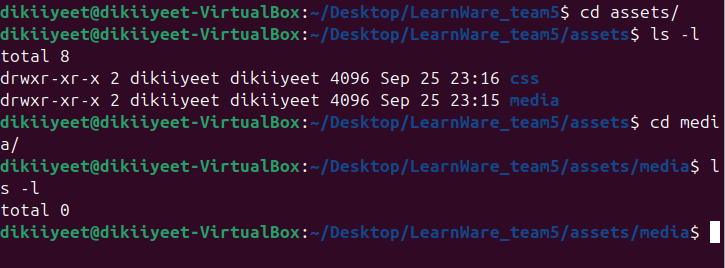 dikiiyeet@dikiiyeet-VirtualBox:~/Desktop/LearnWare_team5$ cd assets/
dikiiyeet@dikiiyeet-VirtualBox:~/Desktop/LearnWare_team5/assets$ ls -l
total 8
drwxr-xr-x 2 dikiiyeet dikiiyeet 4096 Sep 25 23:16 css
drwxr-xr-x 2 dikiiyeet dikiiyeet 4096 Sep 25 23:15 media
dikiiyeet@dikiiyeet-VirtualBox:~/Desktop/LearnWare_team5/assets$ cd medi
a/
dikiiyeet@dikiiyeet-VirtualBox:~/Desktop/LearnWare_team5/assets/media$ l
s -l
total 0
dikiiyeet@dikiiyeet-VirtualBox:~/Desktop/LearnWare_team5/assets/media$